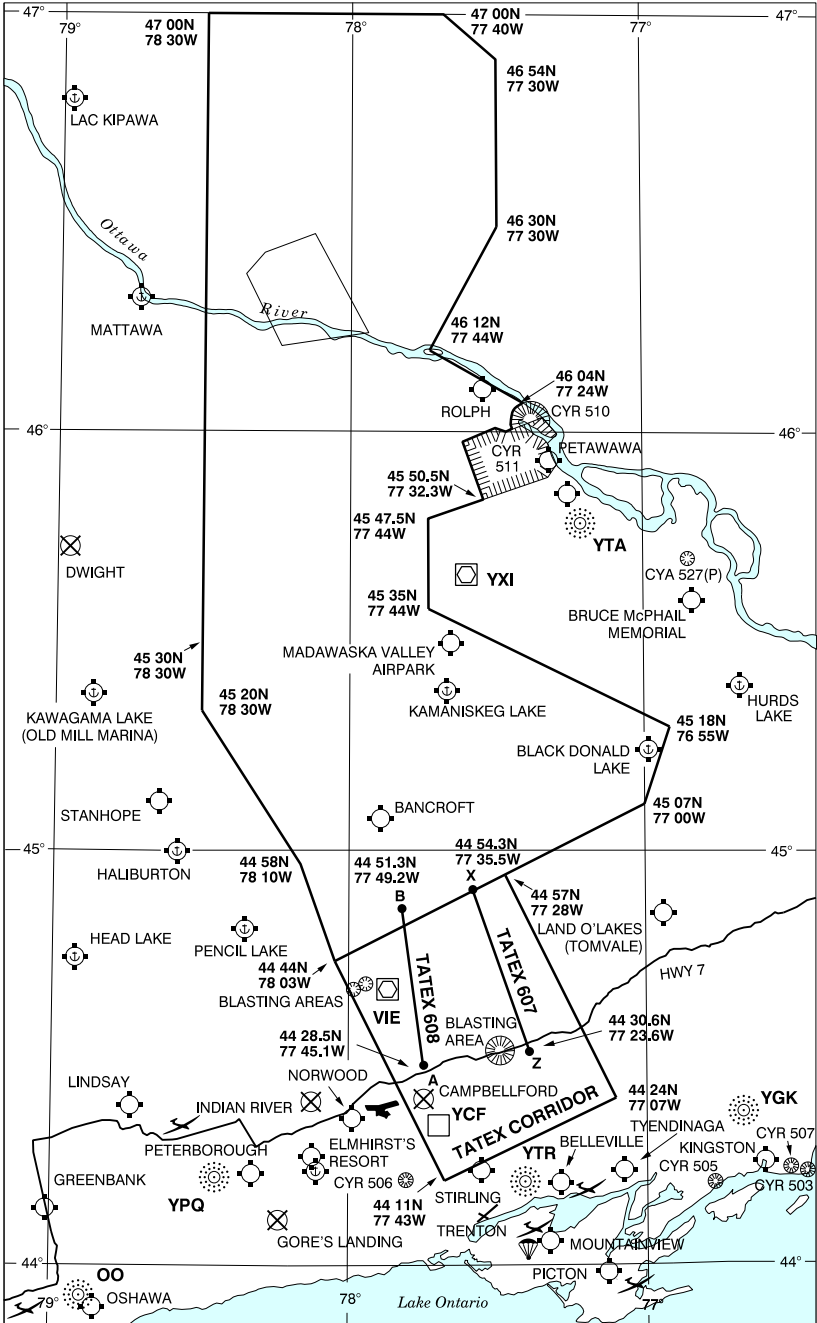 47°
79°
47 00N
78 30W
78°
47 00N
77 40W
77°
47°
46 54N
77 30W
LAC KIPAWA
Ottawa
46 30N
77 30W
MATTAWA
River
46 12N
77 44W
46 04N
77 24W
ROLPH
CYR 510
46°
46°
CYR
511
PETAWAWA
45 50.5N
77 32.3W
45 47.5N
77 44W
YTA
DWIGHT
YXI
CYA 527(P)
45 35N
77 44W
BRUCE McPHAIL
MEMORIAL
45 30N
78 30W
MADAWASKA VALLEY
AIRPARK
45 20N
78 30W
KAWAGAMA LAKE
(OLD MILL MARINA)
KAMANISKEG LAKE
HURDS
LAKE
45 18N
76 55W
BLACK DONALD
LAKE
STANHOPE
BANCROFT
45 07N
77 00W
45°
45°
HALIBURTON
44 58N
78 10W
44 51.3N
77 49.2W
44 54.3N
77 35.5W
X
B
44 57N
77 28W
LAND O'LAKES
(TOMVALE)
HEAD LAKE
PENCIL LAKE
44 44N
78 03W
TATEX 607
TATEX 608
HWY 7
BLASTING AREAS
VIE
BLASTING
AREA
44 28.5N
77 45.1W
44 30.6N
77 23.6W
A
Z
NORWOOD
LINDSAY
INDIAN RIVER
CAMPBELLFORD
44 24N
77 07W
YGK
YCF
TATEX CORRIDOR
TYENDINAGA
PETERBOROUGH
ELMHIRST'S
RESORT
YTR
BELLEVILLE
KINGSTON
CYR 507
CYR 505
CYR 503
GREENBANK
YPQ
CYR 506
44 11N
77 43W
STIRLING
GORE'S LANDING
TRENTON
MOUNTAINVIEW
44°
44°
PICTON
OO
79°
OSHAWA
78°
Lake Ontario
77°